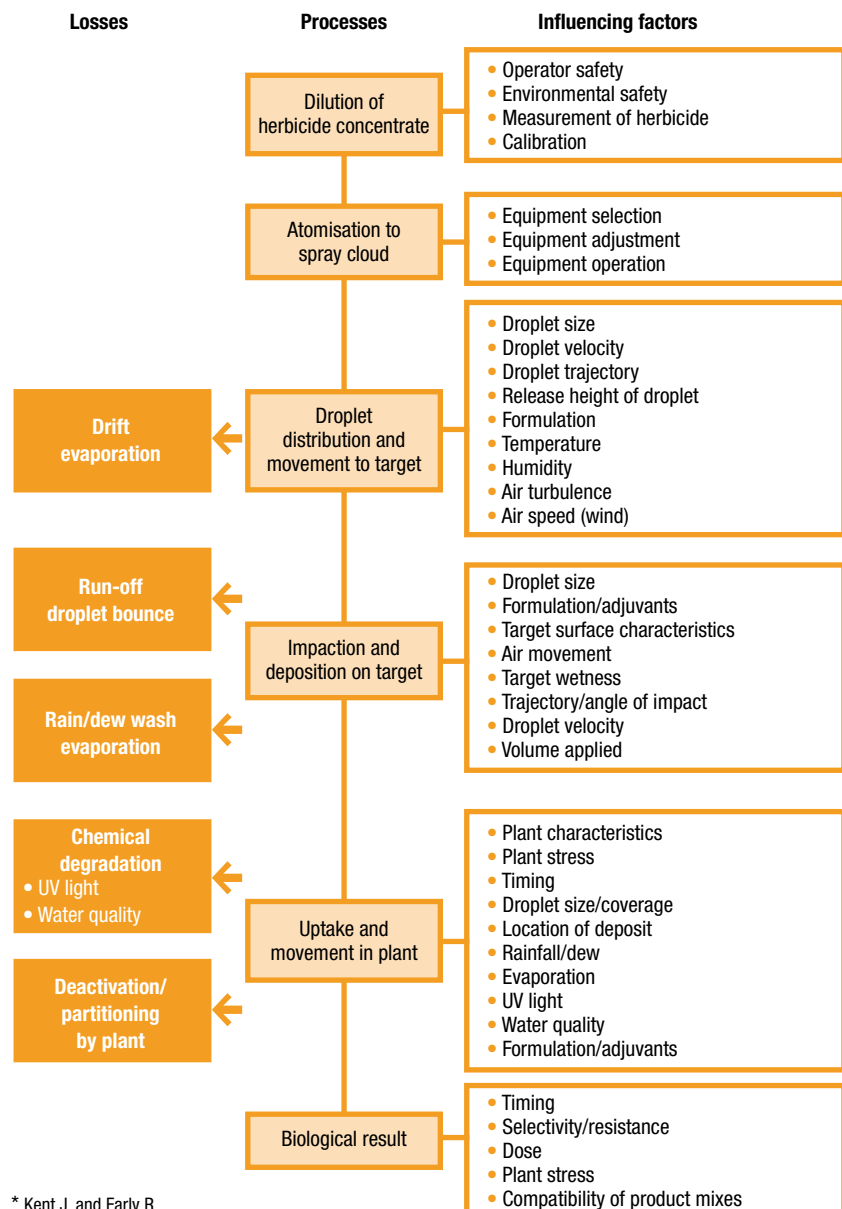 Losses
Processes
Influencing factors
Dilution of
herbicide concentrate
• Operator safety
• Environmental safety
• Measurement of herbicide
• Calibration
Atomisation to
spray cloud
• Equipment selection
• Equipment adjustment
• Equipment operation
Drift
evaporation
Droplet
distribution and
movement to target
• Droplet size
• Droplet velocity
• Droplet trajectory
• Release height of droplet
• Formulation
• Temperature
• Humidity
• Air turbulence
• Air speed (wind)
Run-off
droplet bounce
Rain/dew wash
evaporation
Impaction and
deposition on target
• Droplet size
• Formulation/adjuvants
• Target surface characteristics
• Air movement
• Target wetness
• Trajectory/angle of impact
• Droplet velocity
• Volume applied
Chemical
degradation
• UV light
• Water quality
Deactivation/
partitioning
by plant
Uptake and
movement in plant
• Plant characteristics
• Plant stress
• Timing
• Droplet size/coverage
• Location of deposit
• Rainfall/dew
• Evaporation
• UV light
• Water quality
• Formulation/adjuvants
Biological result
• Timing
• Selectivity/resistance
• Dose
• Plant stress
• Compatibility of product mixes
* Kent J. and Early R.